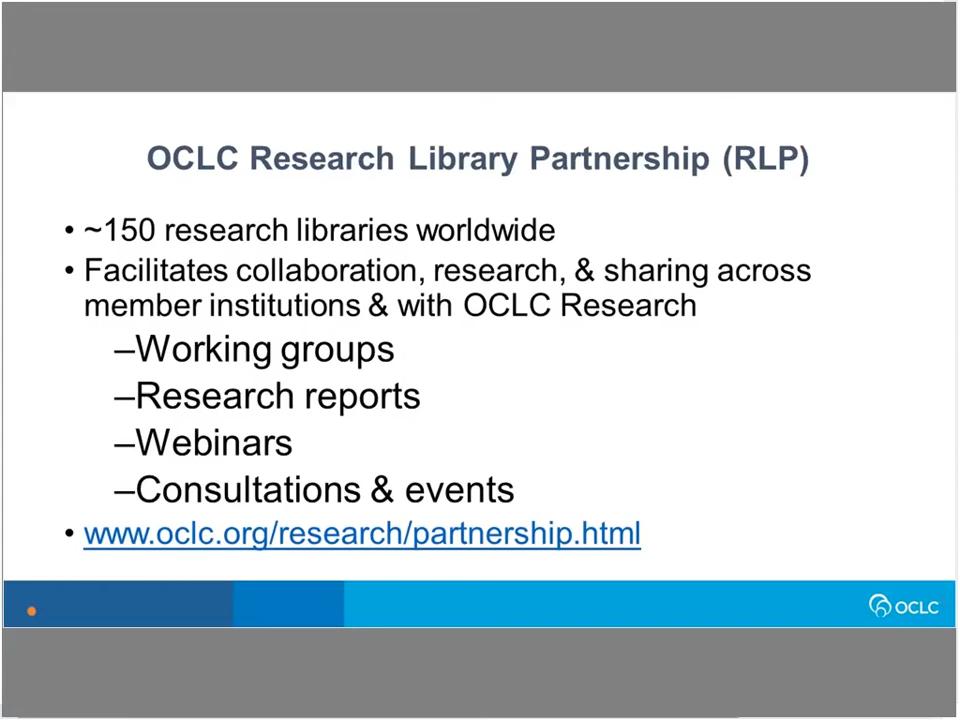 OCLC Research Library Partnership (RLP)
• ~150 research libraries worldwide
• Facilitates collaboration, research, & sharing across
member institutions & with OCLC Research
–Working groups
–Research reports
–Webinars
–Consultations & events
• www.oclc.org/research/partnership.html
OCLC